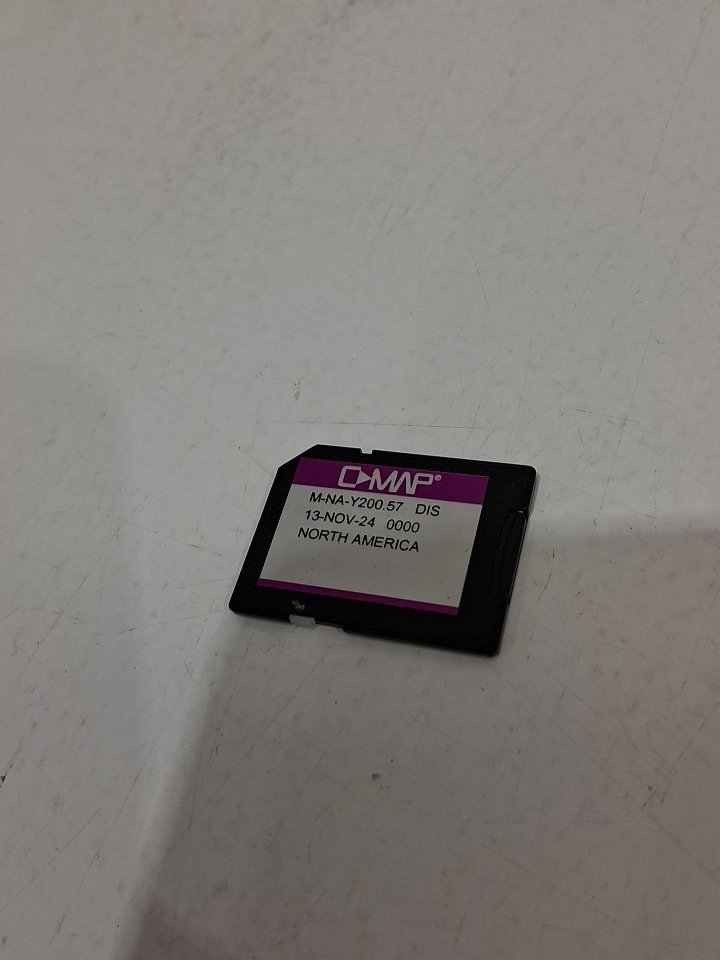 C-MAP®
M-NA-Y200.57 DIS
13-NOV-24 0000
NORTH AMERICA